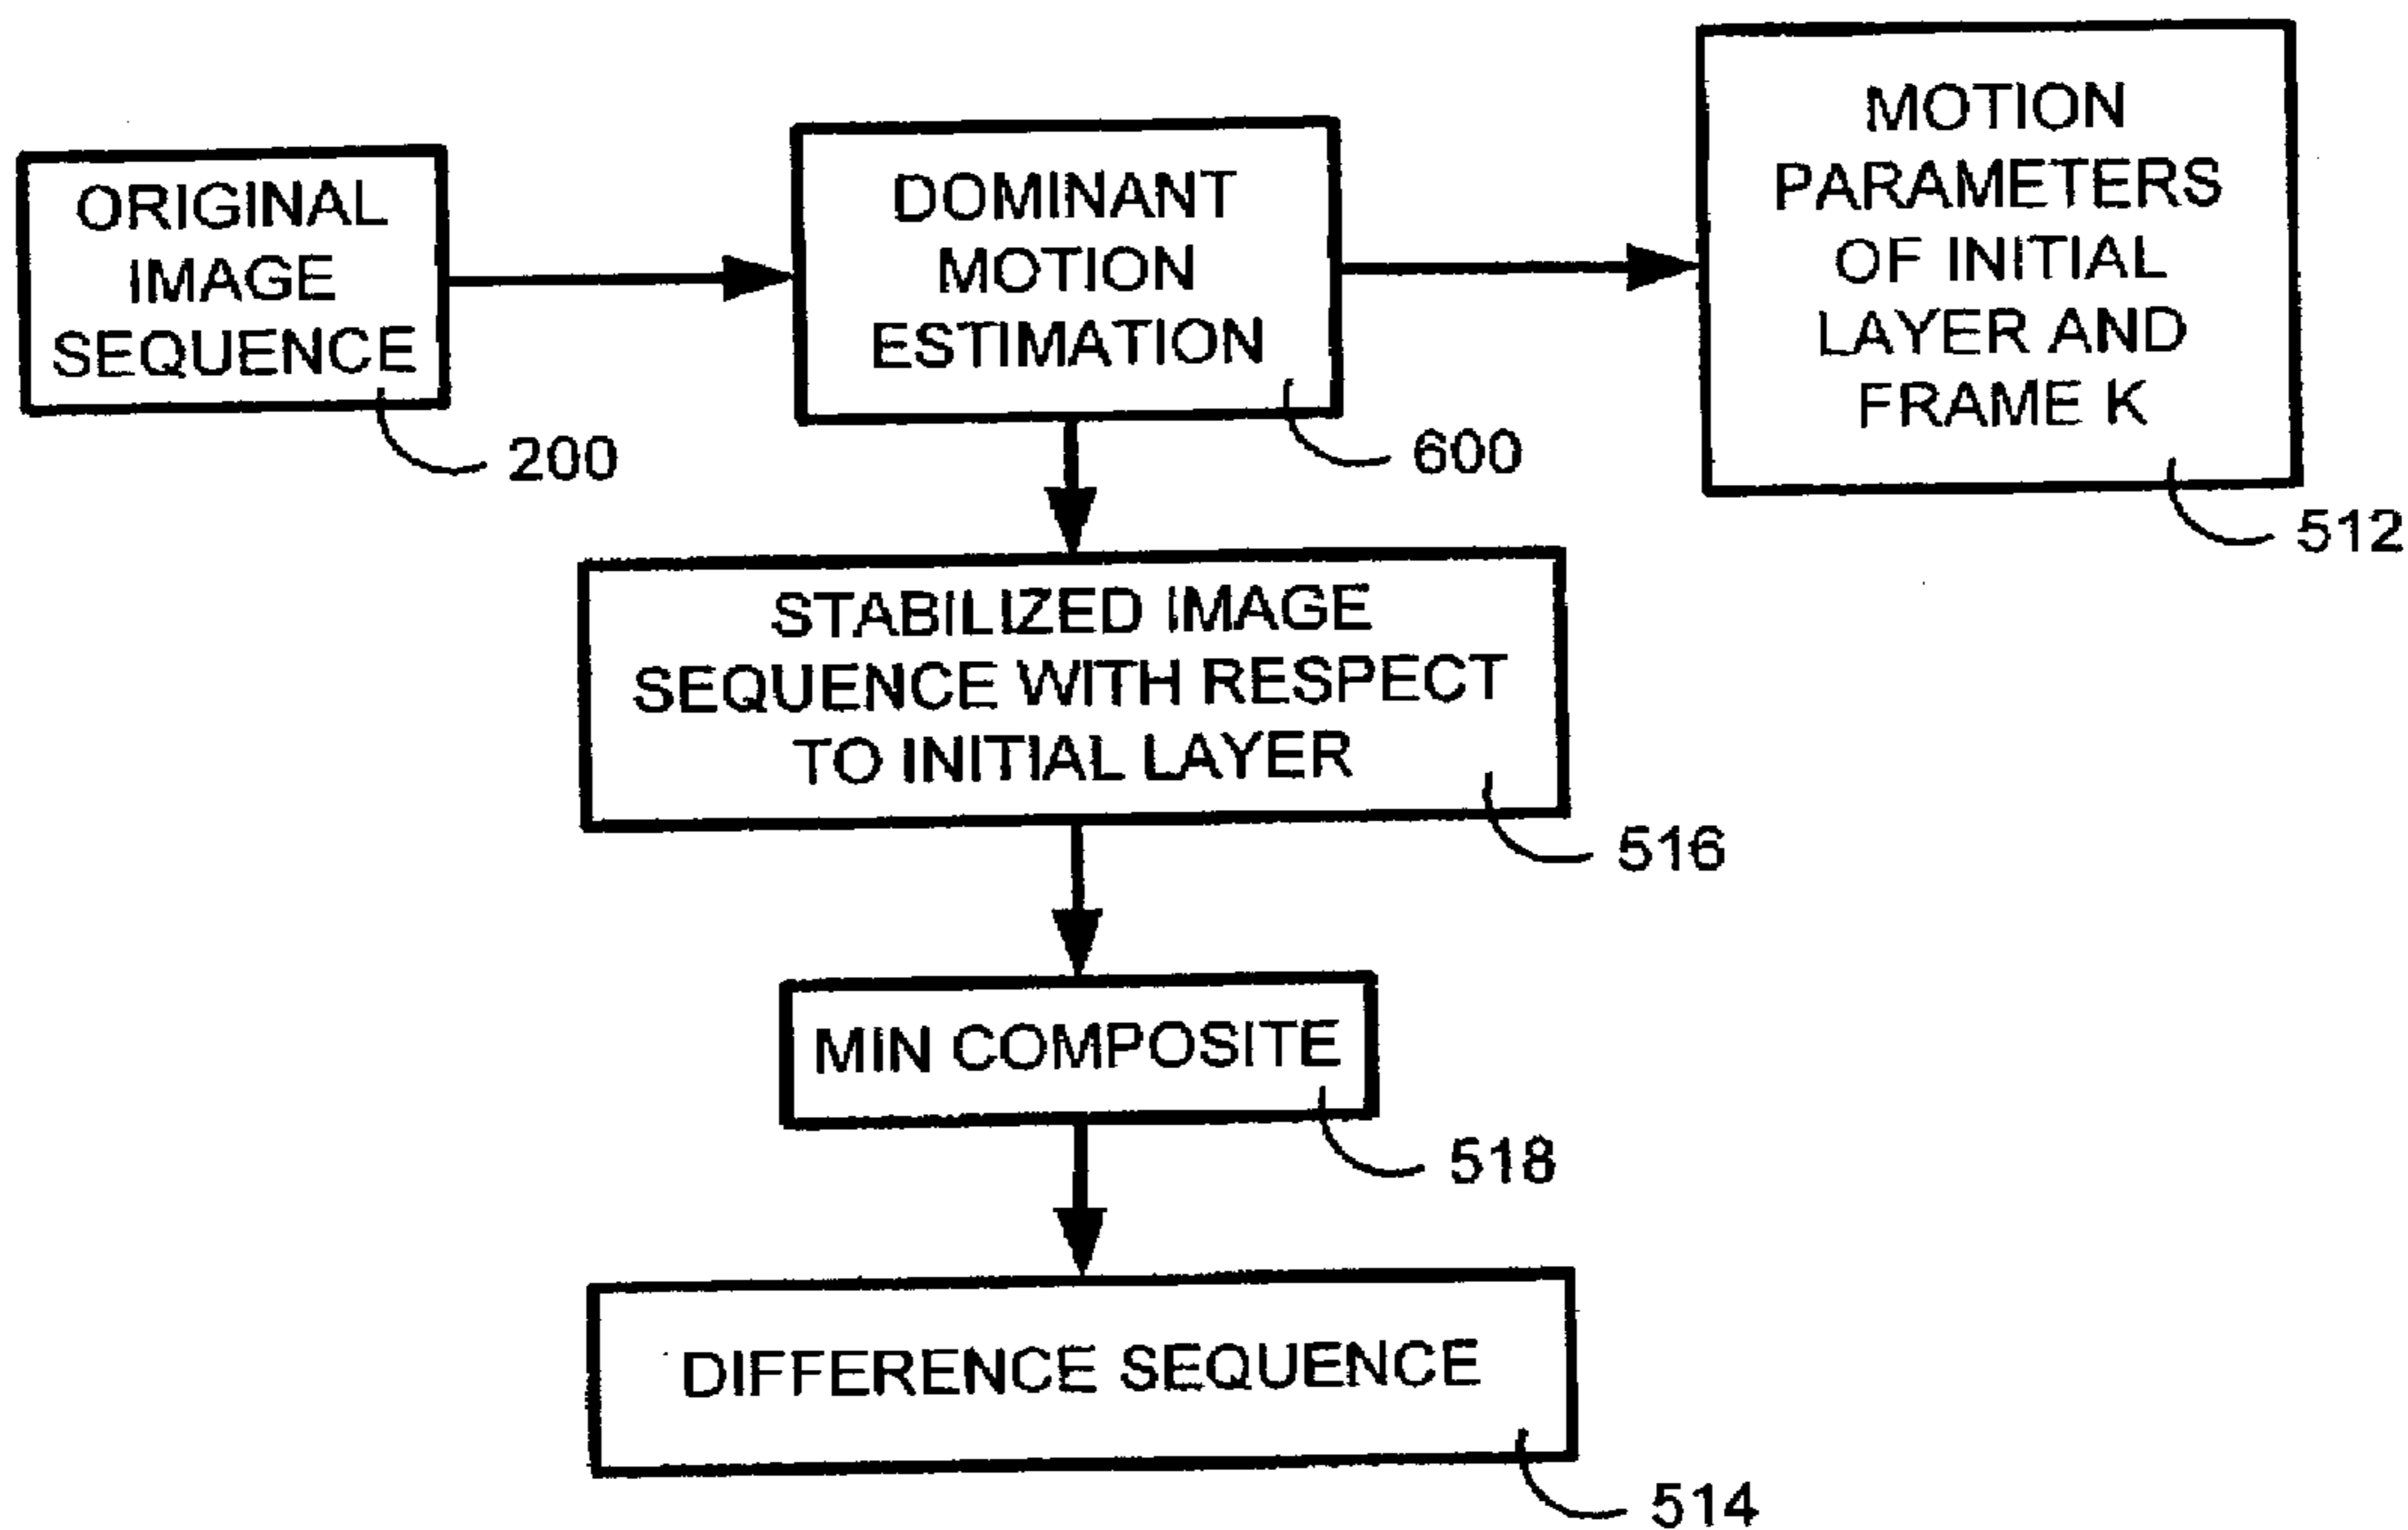 ORIGINAL
IMAGE
SEQUENCE
200
DOMINANT
MOTION
ESTIMATION
600
MOTION
PARAMETERS
OF INITIAL
LAYER AND
FRAME K
512
STABILIZED IMAGE
SEQUENCE WITH RESPECT
TO INITIAL LAYER
516
MIN COMPOSITE
518
DIFFERENCE SEQUENCE
514